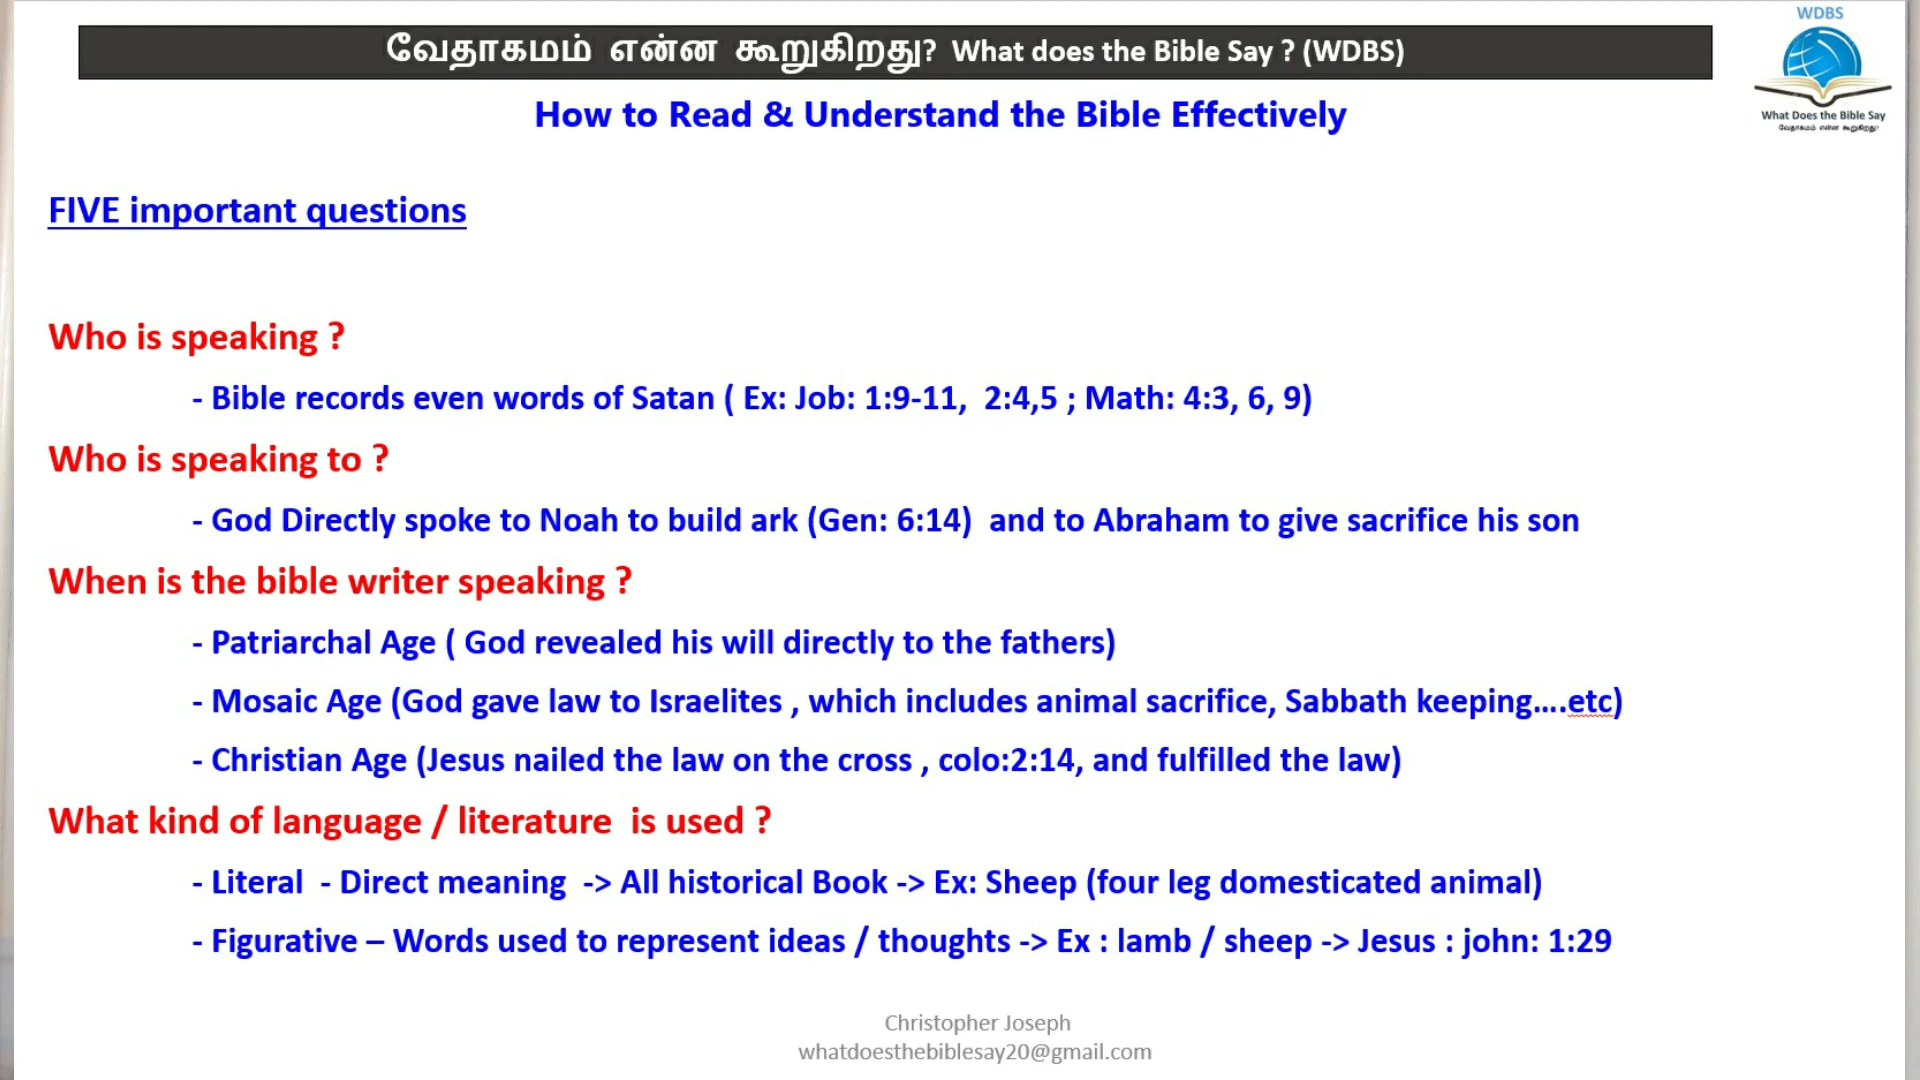 WDBS
வேதாகமம் என்ன கூறுகிறது? What does the Bible Say ? (WDBS)
What Does the Bible Say
வேதாகமம் என்ன கூறுகிறது?
How to Read & Understand the Bible Effectively
FIVE important questions
Who is speaking ?
- Bible records even words of Satan ( Ex: Job: 1:9-11, 2:4,5 ; Math: 4:3, 6, 9)
Who is speaking to ?
- God Directly spoke to Noah to build ark (Gen: 6:14) and to Abraham to give sacrifice his son
When is the bible writer speaking ?
- Patriarchal Age ( God revealed his will directly to the fathers)
- Mosaic Age (God gave law to Israelites , which includes animal sacrifice, Sabbath keeping....etc)
- Christian Age (Jesus nailed the law on the cross , colo:2:14, and fulfilled the law)
What kind of language / literature is used ?
- Literal - Direct meaning -> All historical Book -> Ex: Sheep (four leg domesticated animal)
- Figurative – Words used to represent ideas / thoughts -> Ex : lamb / sheep -> Jesus : john: 1:29
Christopher Joseph
whatdoesthebiblesay20@gmail.com